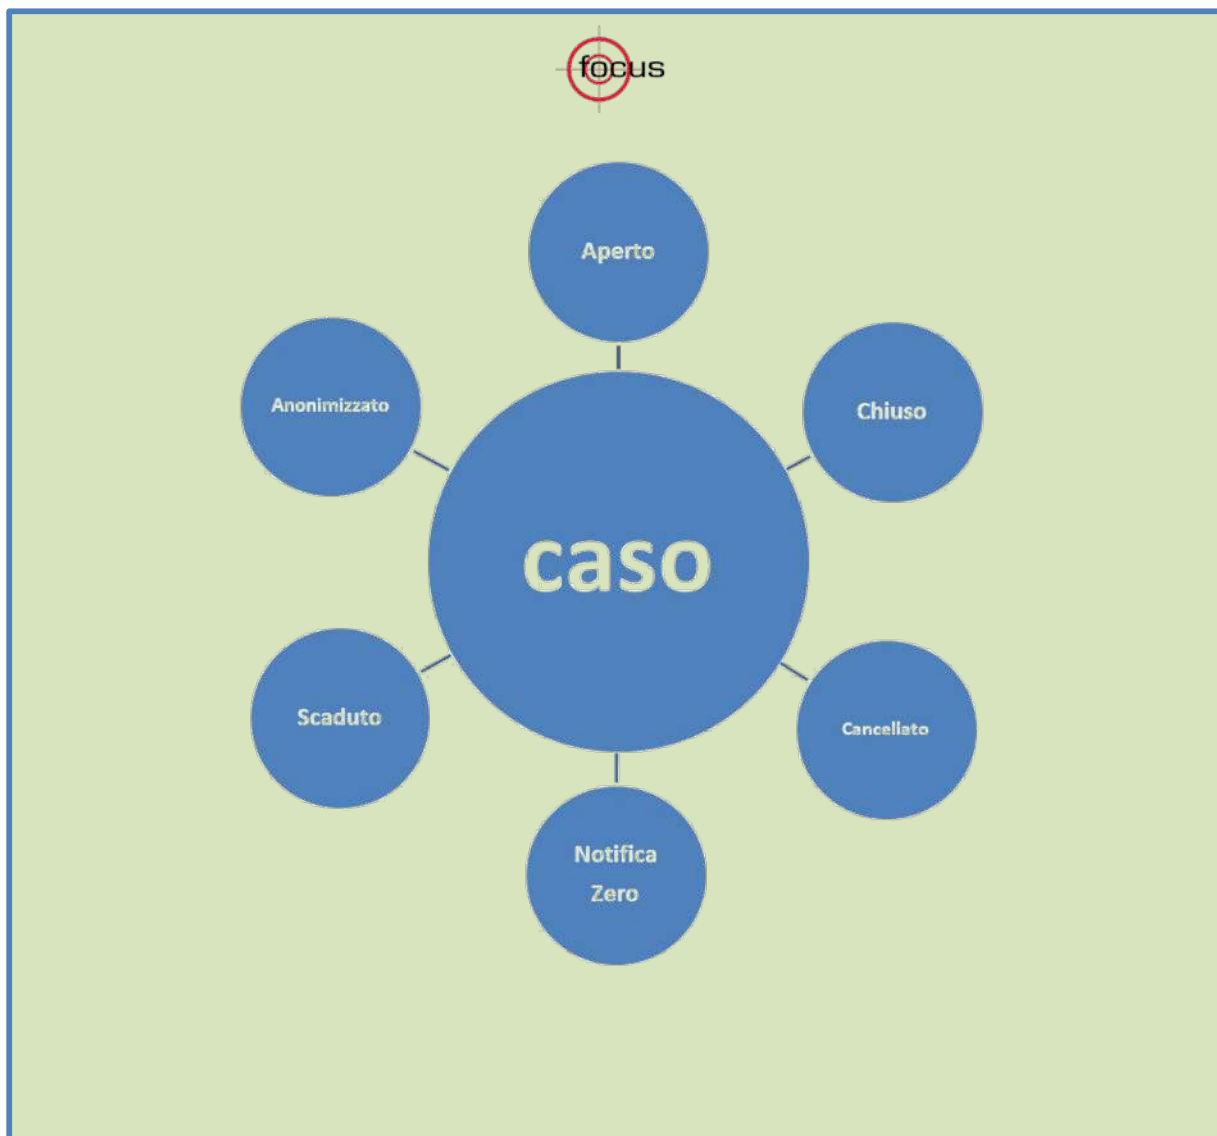 focus
Aperto
Anonimizzato
Chiuso
caso
Scaduto
Cancellato
Notifica
Zero